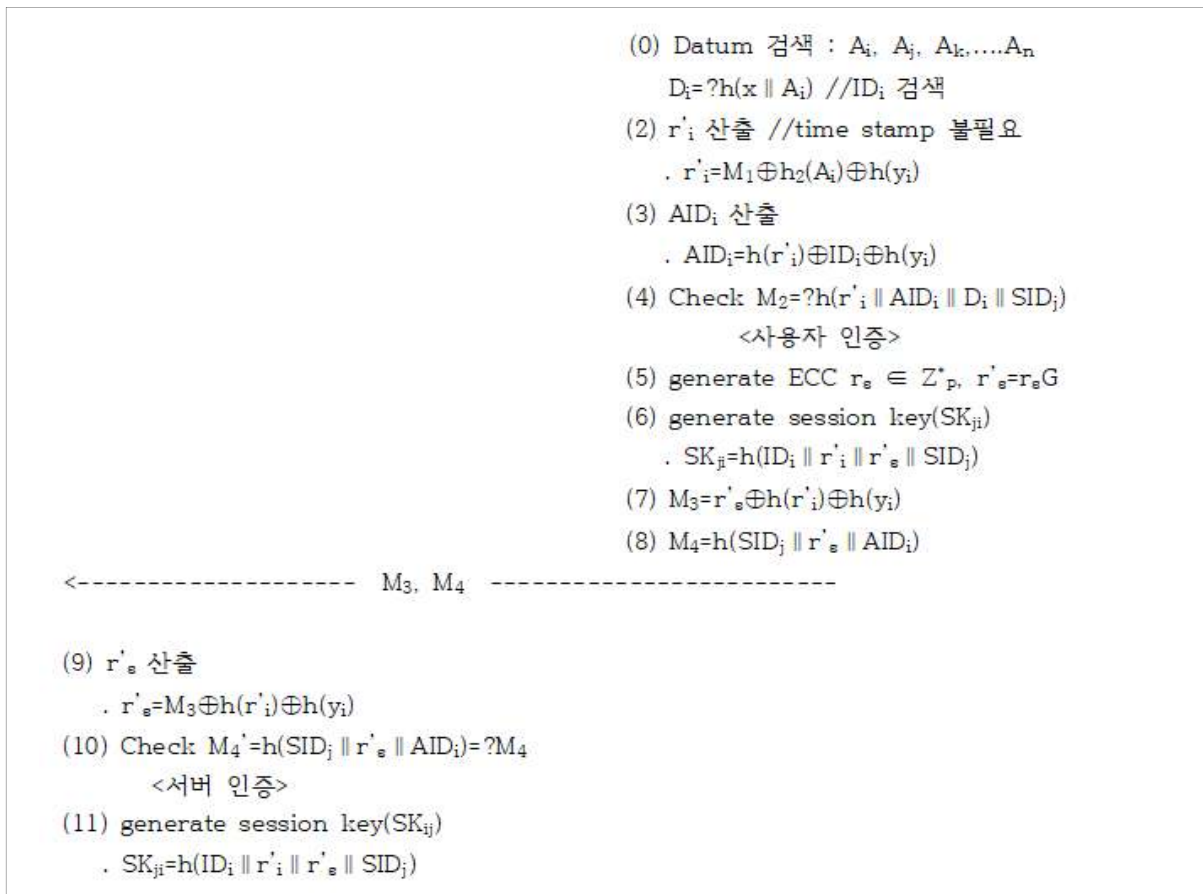 (0) Datum 검색 : Aᵢ, Aⱼ, Aₖ,....Aₙ
Dᵢ=?h(x∥Aᵢ) //IDᵢ 검색
(2) r'ᵢ 산출 //time stamp 불필요
. r'ᵢ=M₁⊕h₂(Aᵢ)⊕h(yᵢ)
(3) AIDᵢ 산출
. AIDᵢ=h(r'ᵢ)⊕IDᵢ⊕h(yᵢ)
(4) Check M₂=?h(r'ᵢ∥AIDᵢ∥Dᵢ∥SIDⱼ)
<사용자 인증>
(5) generate ECC rₛ ∈ Z*ₚ, r'ₛ=rₛG
(6) generate session key(SKⱼᵢ)
. SKⱼᵢ=h(IDᵢ∥r'ᵢ∥r'ₛ∥SIDⱼ)
(7) M₃=r'ₛ⊕h(r'ᵢ)⊕h(yᵢ)
(8) M₄=h(SIDⱼ∥r'ₛ∥AIDᵢ)
<-------------------- M₃, M₄ -------------------------
(9) r'ₛ 산출
. r'ₛ=M₃⊕h(r'ᵢ)⊕h(yᵢ)
(10) Check M₄'=h(SIDⱼ∥r'ₛ∥AIDᵢ)=?M₄
<서버 인증>
(11) generate session key(SKᵢⱼ)
. SKⱼᵢ=h(IDᵢ∥r'ᵢ∥r'ₛ∥SIDⱼ)